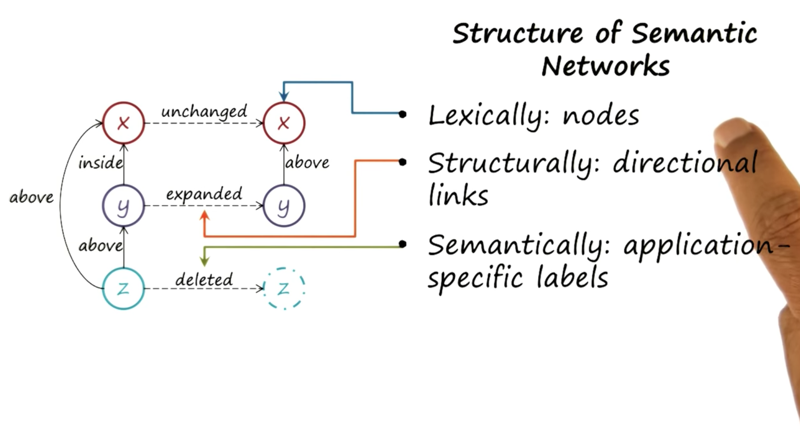 Structure of Semantic
Networks
Lexically: nodes
Structurally: directional
links
Semantically: application-
specific labels
x
unchanged
x
inside
above
above
y
expanded
y
above
z
deleted
z